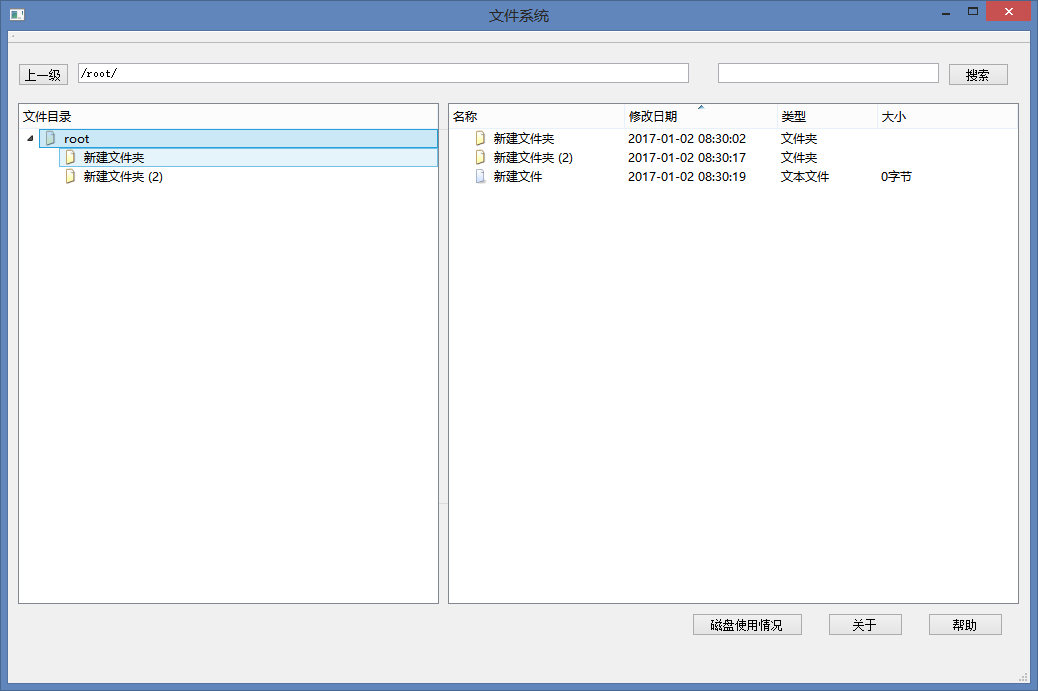 文件系统
上一级 /root/ 搜索
文件目录
root
新建文件夹
新建文件夹 (2)
名称 修改日期 类型 大小
新建文件夹 2017-01-02 08:30:02 文件夹
新建文件夹 (2) 2017-01-02 08:30:17 文件夹
新建文件 2017-01-02 08:30:19 文本文件 0字节
磁盘使用情况 关于 帮助